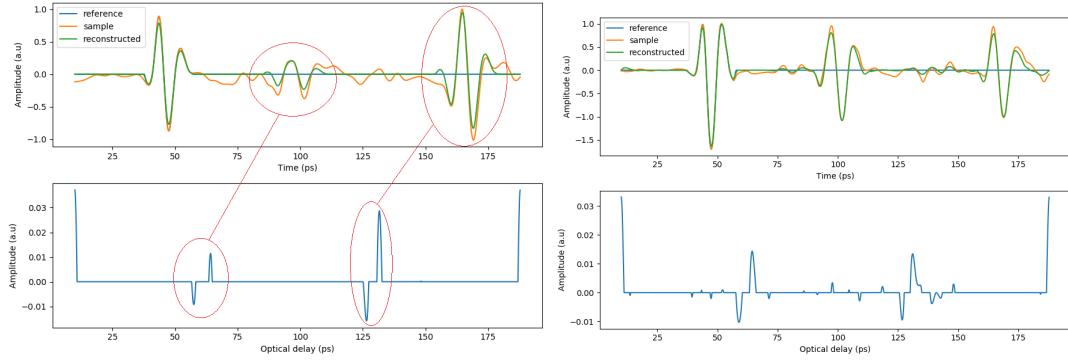 reference
sample
reconstructed
Amplitude (a.u)
1.0
0.5
0.0
−0.5
−1.0
25 50 75 100 125 150 175
Time (ps)
Amplitude (a.u)
0.03
0.02
0.01
0.00
−0.01
25 50 75 100 125 150 175
Optical delay (ps)
reference
sample
reconstructed
Amplitude (a.u)
1.0
0.5
0.0
−0.5
−1.0
−1.5
25 50 75 100 125 150 175
Time (ps)
Amplitude (a.u)
0.03
0.02
0.01
0.00
−0.01
25 50 75 100 125 150 175
Optical delay (ps)